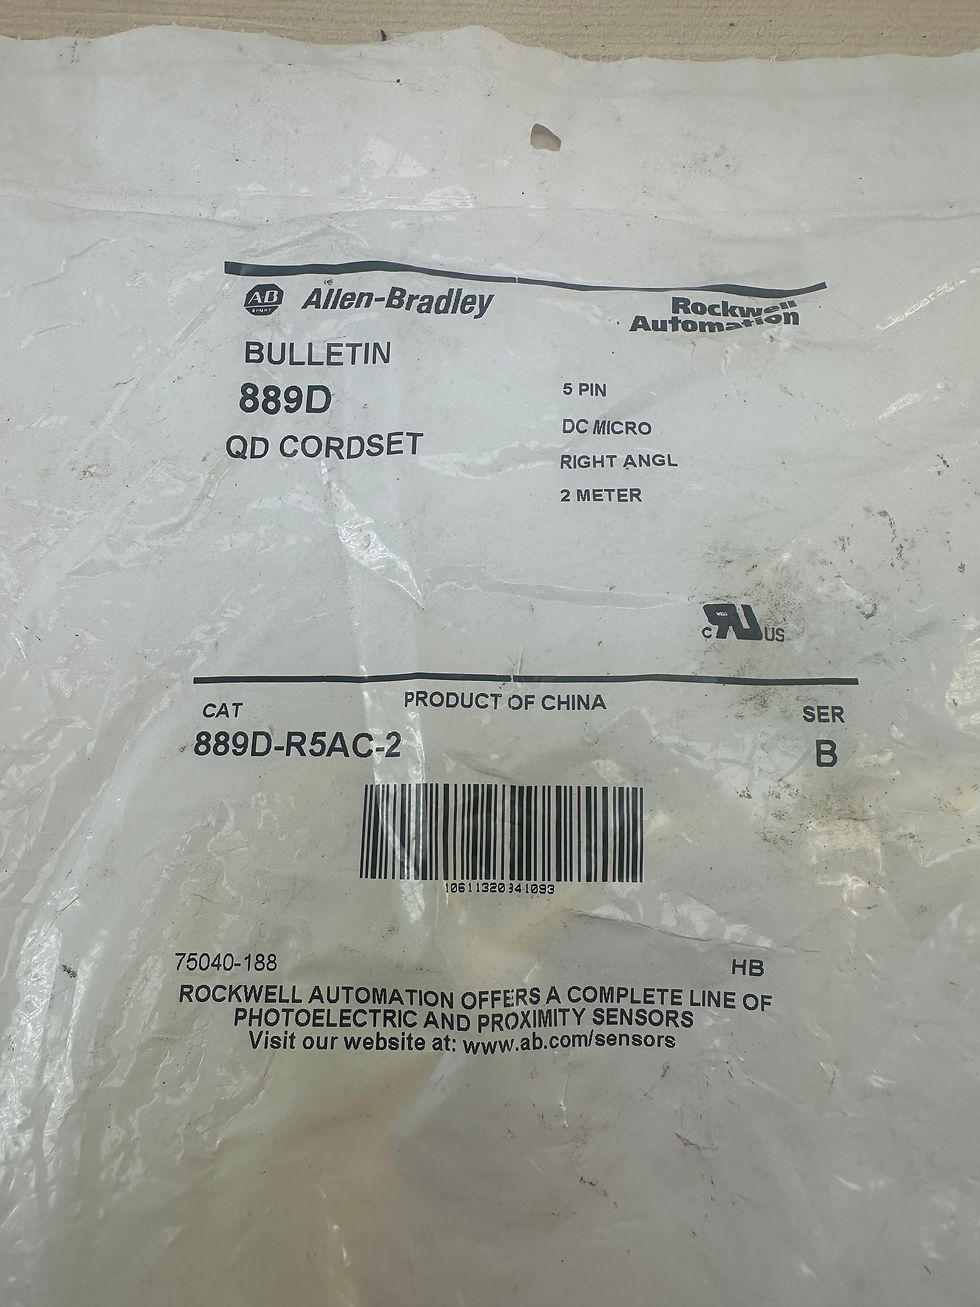 AB
Allen-Bradley
Rockwell
Automation
BULLETIN
889D
QD CORDSET
5 PIN
DC MICRO
RIGHT ANGL
2 METER
c RU US
PRODUCT OF CHINA
CAT
889D-R5AC-2
SER
B
10611320941093
75040-188
HB
ROCKWELL AUTOMATION OFFERS A COMPLETE LINE OF
PHOTOELECTRIC AND PROXIMITY SENSORS
Visit our website at: www.ab.com/sensors